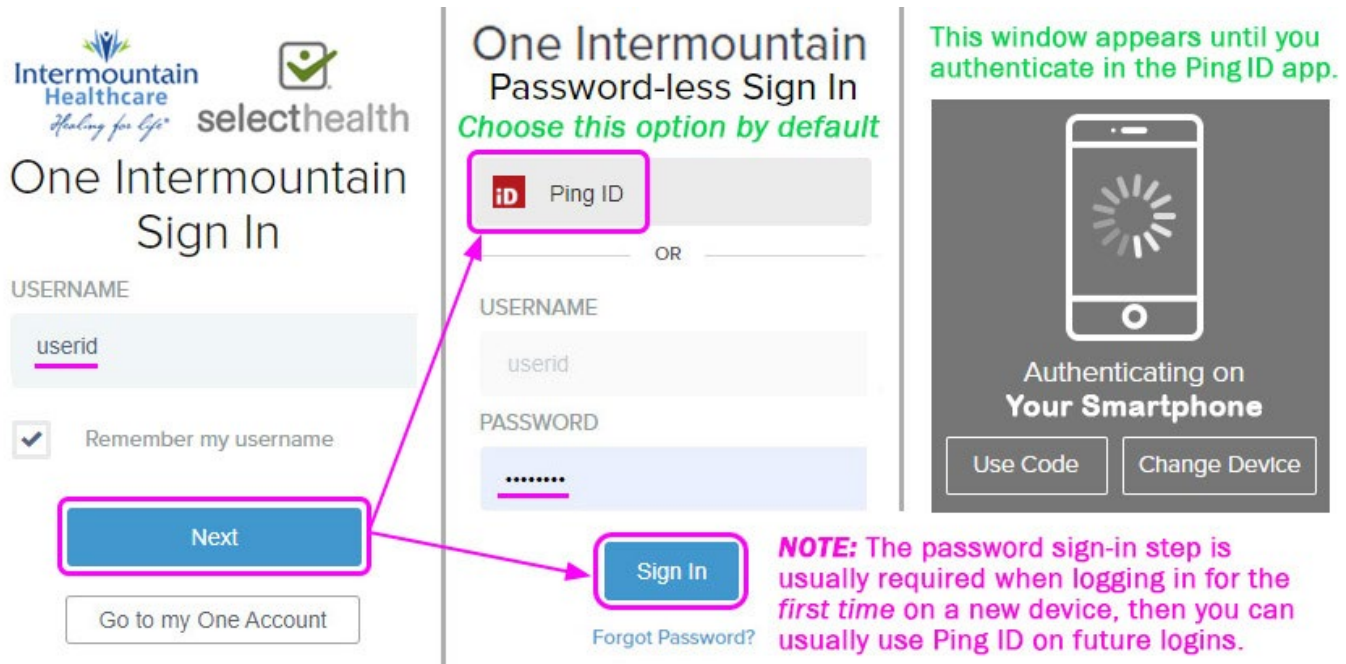 Intermountain
Healthcare
Healing for life®
selecthealth
One Intermountain
Sign In
USERNAME
userid
Remember my username
Next
Go to my One Account
One Intermountain
Password-less Sign In
Choose this option by default
iD Ping ID
OR
USERNAME
userid
PASSWORD
••••••••
Sign In
Forgot Password?
This window appears until you
authenticate in the Ping ID app.
Authenticating on
Your Smartphone
Use Code
Change Device
NOTE: The password sign-in step is
usually required when logging in for the
first time on a new device, then you can
usually use Ping ID on future logins.